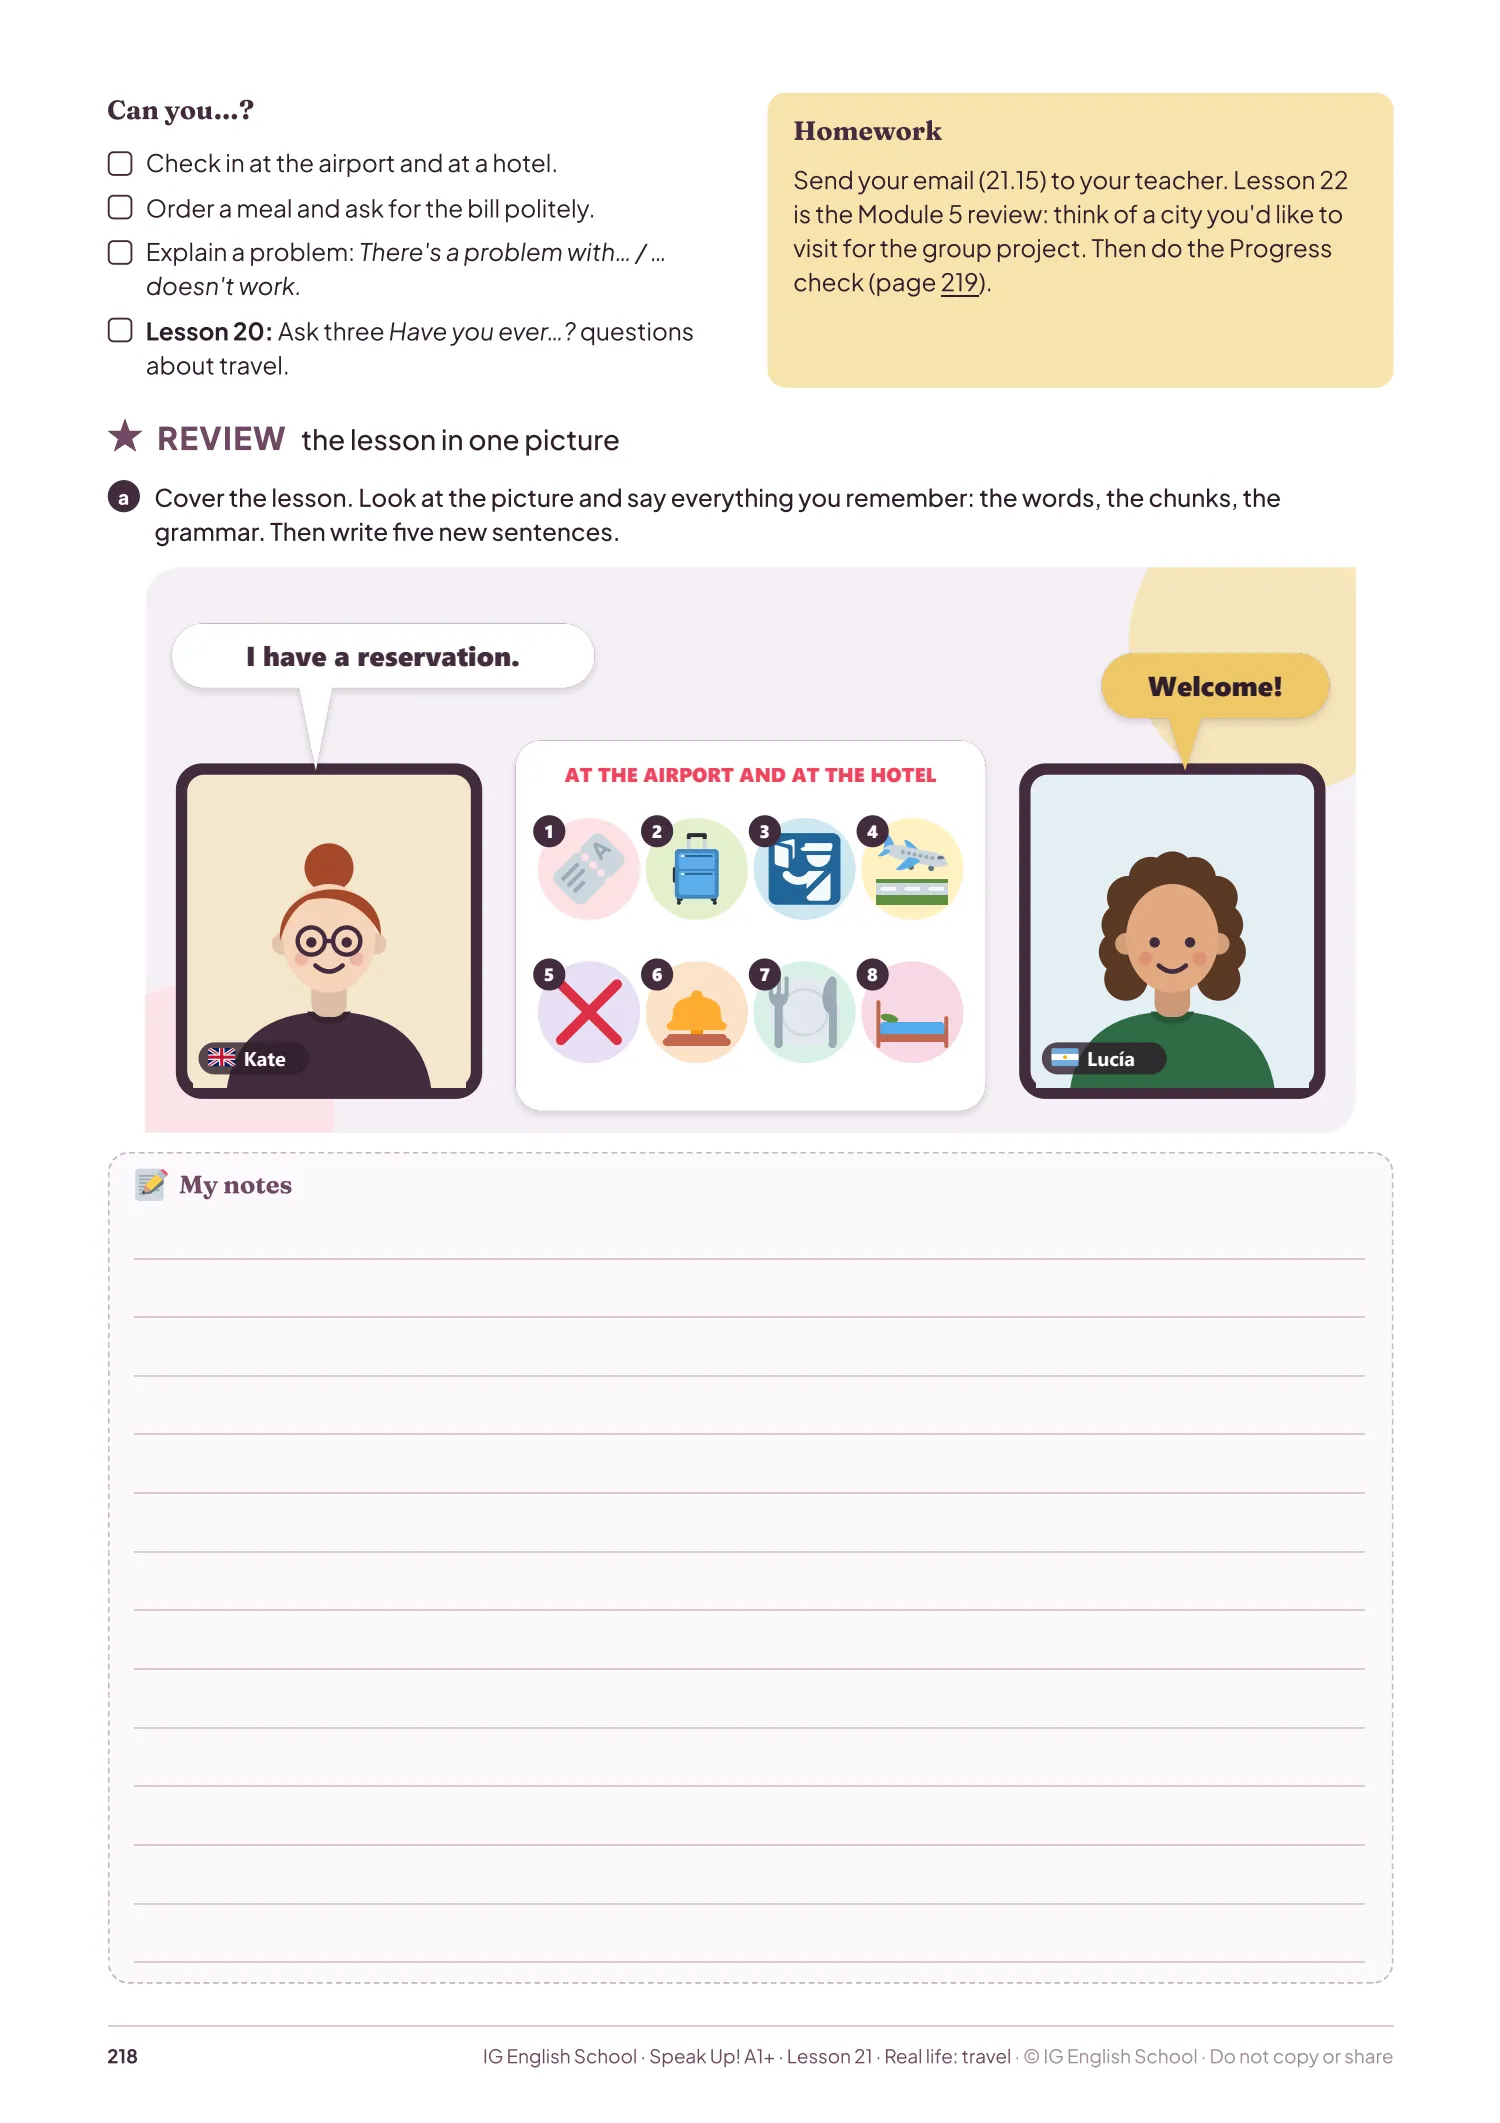 Can you...?
Check in at the airport and at a hotel.
Order a meal and ask for the bill politely.
Explain a problem: There's a problem with... / ...
doesn't work.
Lesson 20: Ask three Have you ever...? questions
about travel.
Homework
Send your email (21.15) to your teacher. Lesson 22
is the Module 5 review: think of a city you'd like to
visit for the group project. Then do the Progress
check (page 219).
REVIEW the lesson in one picture
a Cover the lesson. Look at the picture and say everything you remember: the words, the chunks, the
grammar. Then write five new sentences.
I have a reservation.
Welcome!
AT THE AIRPORT AND AT THE HOTEL
1 2 3 4
A
5 6 7 8
Kate
Lucía
My notes
218
IG English School · Speak Up! A1+ · Lesson 21 · Real life: travel · © IG English School · Do not copy or share